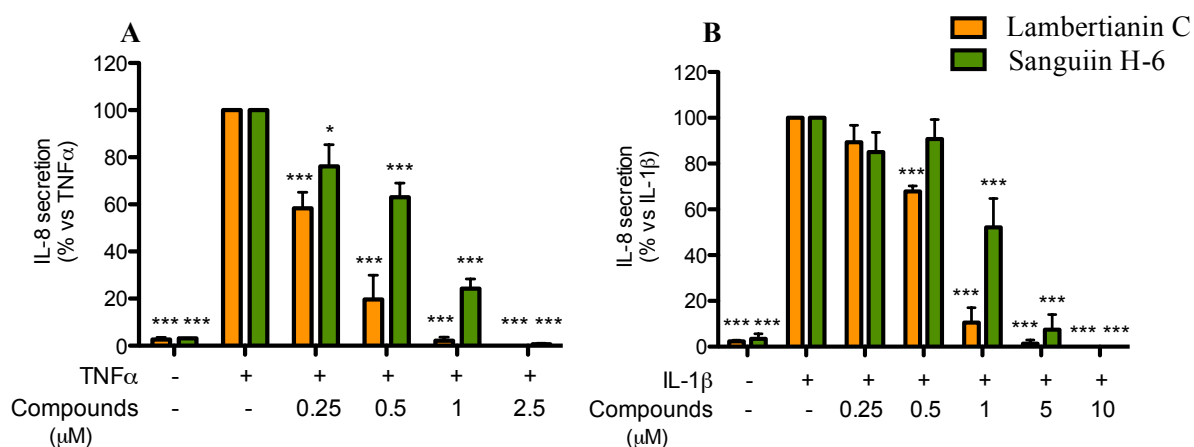 A
B
Lambertianin C
Sanguiin H-6
120
100
80
60
40
20
0
IL-8 secretion
(% vs TNFα)
*** ***
***
*
***
***
***
***
*** ***
TNFα - + + + + +
Compounds - - 0.25 0.5 1 2.5
(μM)
120
100
80
60
40
20
0
IL-8 secretion
(% vs IL-1β)
*** ***
***
***
***
***
***
*** ***
IL-1β - + + + + + +
Compounds - - 0.25 0.5 1 5 10
(μM)